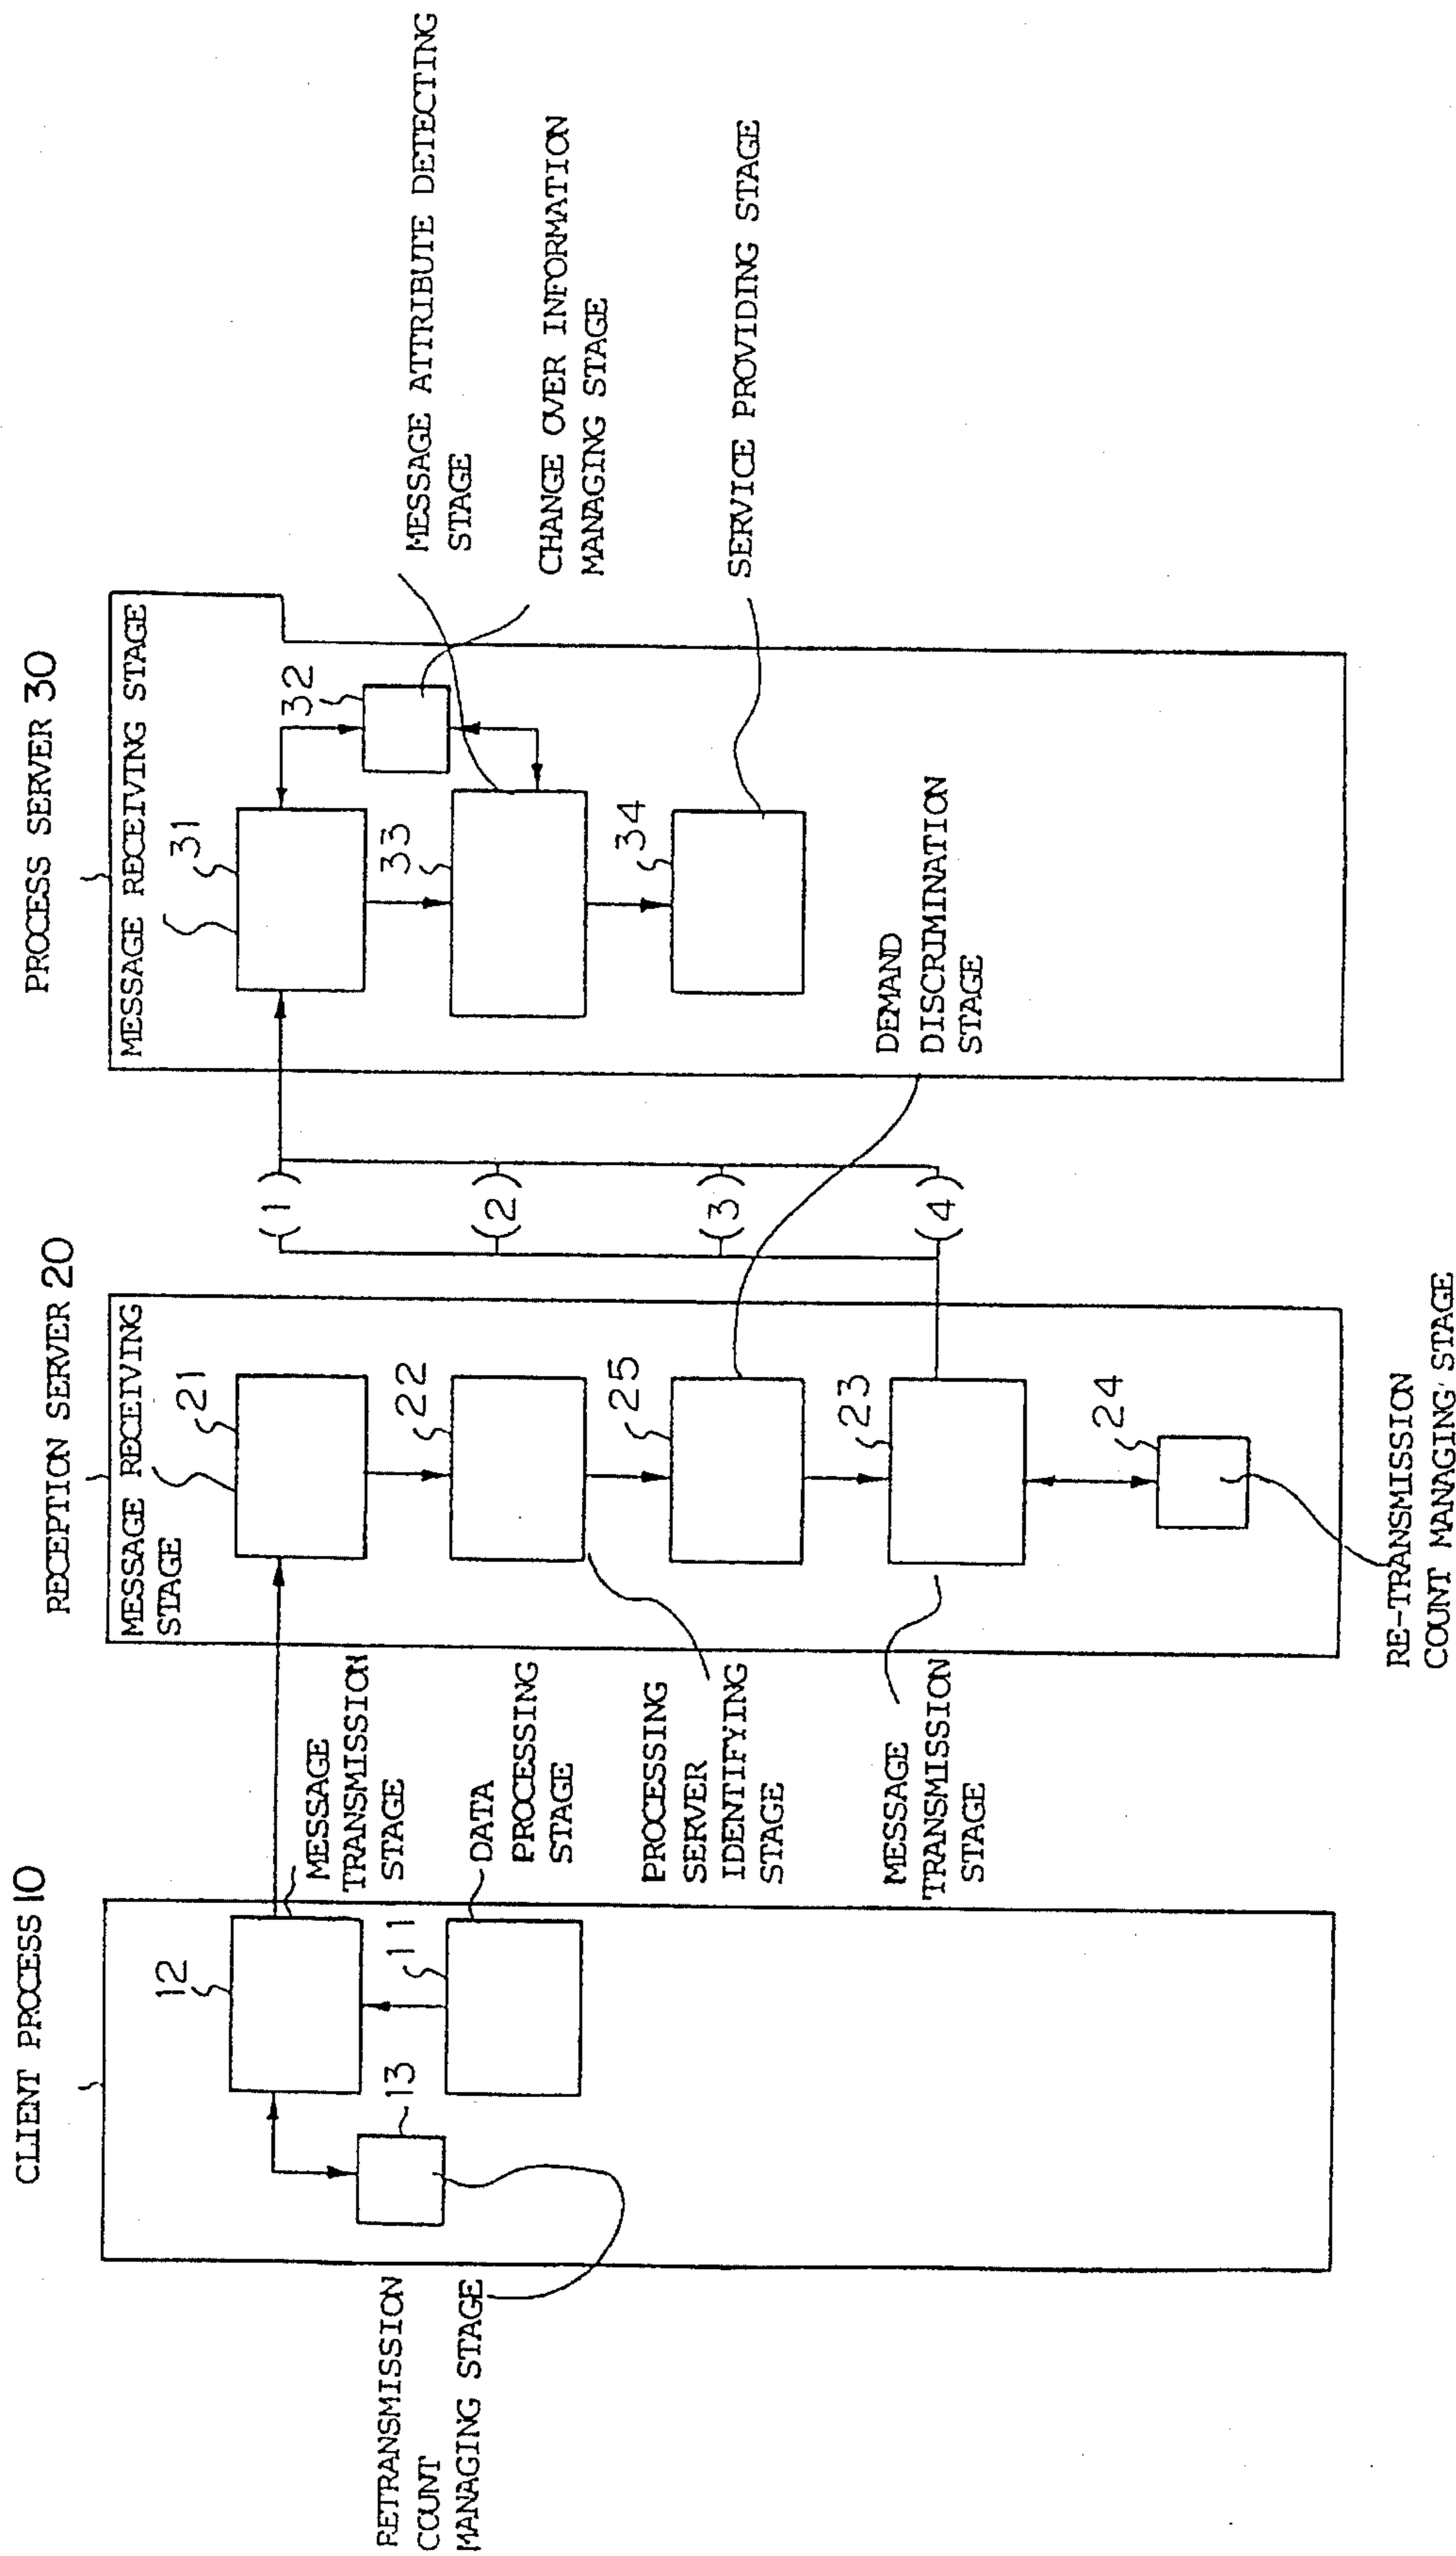 CLIENT PROCESS 10
12
11
13
MESSAGE
TRANSMISSION
STAGE
DATA
PROCESSING
STAGE
RETRANSMISSION
COUNT
MANAGING STAGE
RECEPTION SERVER 20
MESSAGE RECEIVING
STAGE
21
22
25
23
24
PROCESSING
SERVER
IDENTIFYING
STAGE
MESSAGE
TRANSMISSION
STAGE
RE-TRANSMISSION
COUNT MANAGING STAGE
(1)
(2)
(3)
(4)
PROCESS SERVER 30
MESSAGE RECEIVING STAGE
31
32
33
34
DEMAND
DISCRIMINATION
STAGE
MESSAGE ATTRIBUTE DETECTING
STAGE
CHANGE OVER INFORMATION
MANAGING STAGE
SERVICE PROVIDING STAGE